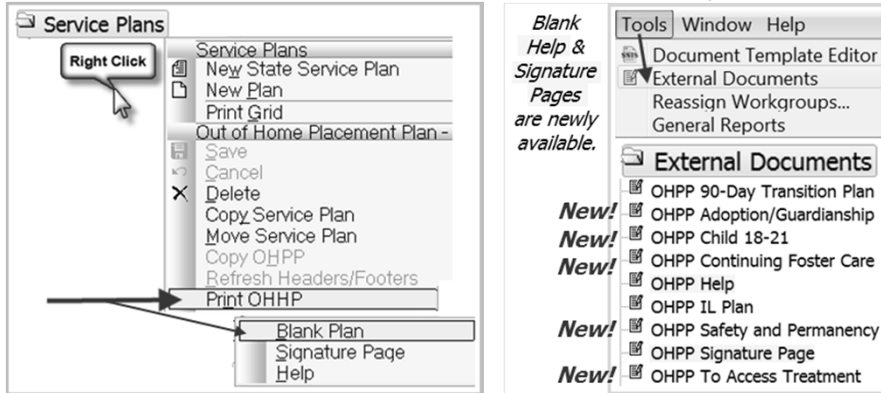 Service Plans
Right Click
Service Plans
New State Service Plan
New Plan
Print Grid
Out of Home Placement Plan -
Save
Cancel
Delete
Copy Service Plan
Move Service Plan
Copy OHPP
Refresh Headers/Footers
Print OHHP
Blank Plan
Signature Page
Help
Blank
Help &
Signature
Pages
are newly
available.
Tools Window Help
Document Template Editor
External Documents
Reassign Workgroups...
General Reports
External Documents
OHPP 90-Day Transition Plan
New! OHPP Adoption/Guardianship
New! OHPP Child 18-21
New! OHPP Continuing Foster Care
OHPP Help
OHPP IL Plan
New! OHPP Safety and Permanency
OHPP Signature Page
New! OHPP To Access Treatment